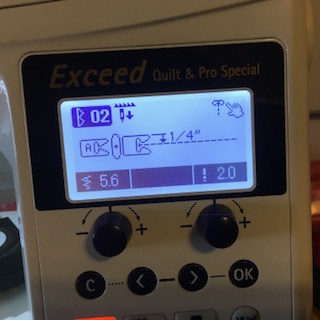 Exceed Quilt & Pro Special
02
A
1/4"
5.6 2.0
- + - +
C < > OK